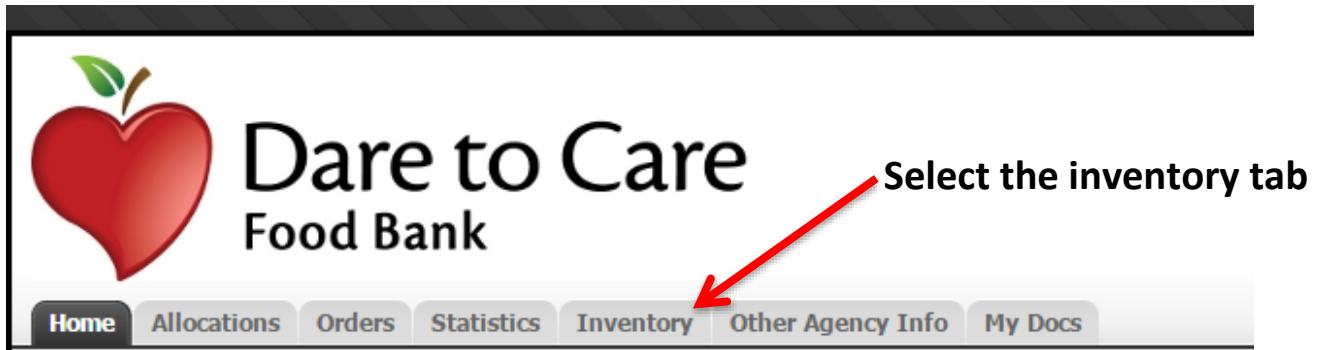 Dare to Care
Food Bank
Select the inventory tab
Home Allocations Orders Statistics Inventory Other Agency Info My Docs